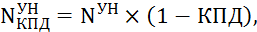 N^УН_КПД = N^УН × (1 − КПД),